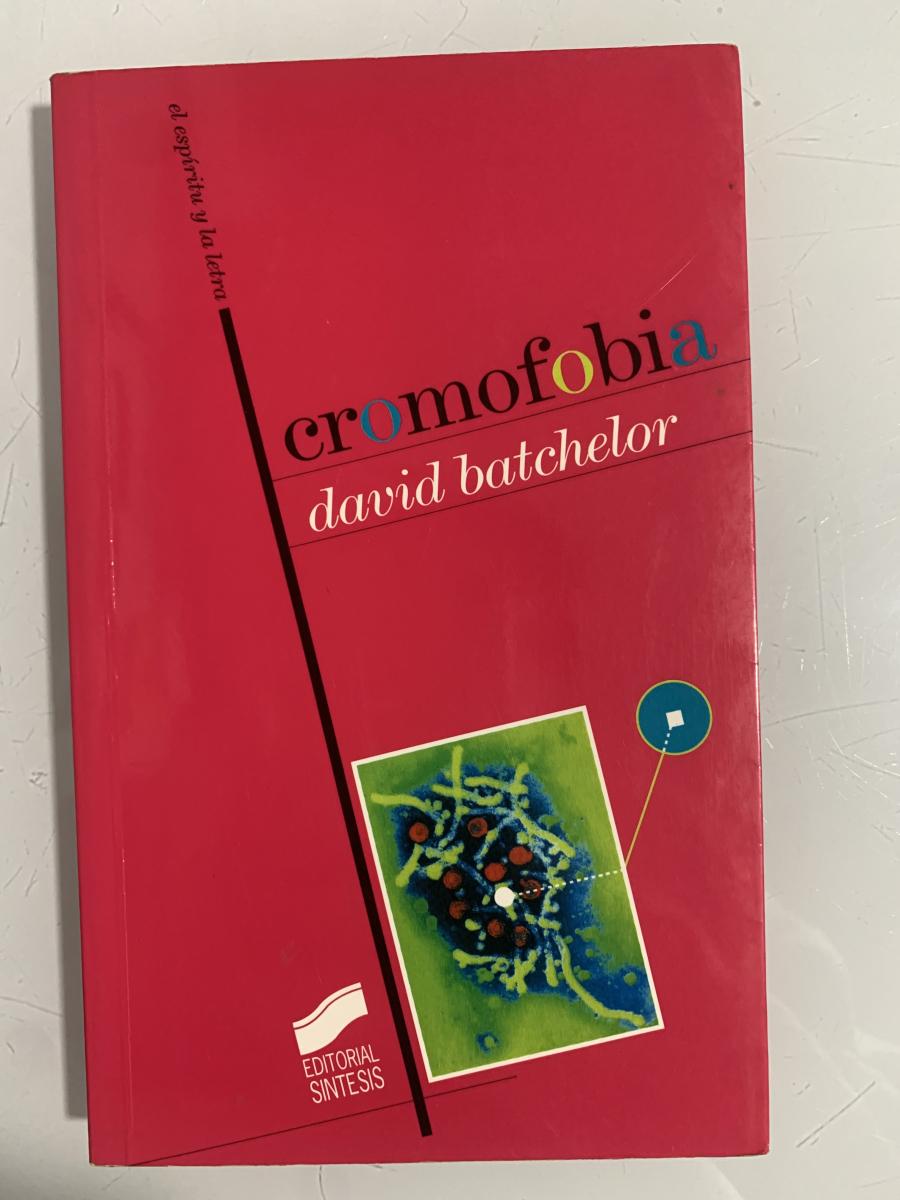 el espíritu y la letra
cromofobia
david batchelor
EDITORIAL
SINTESIS